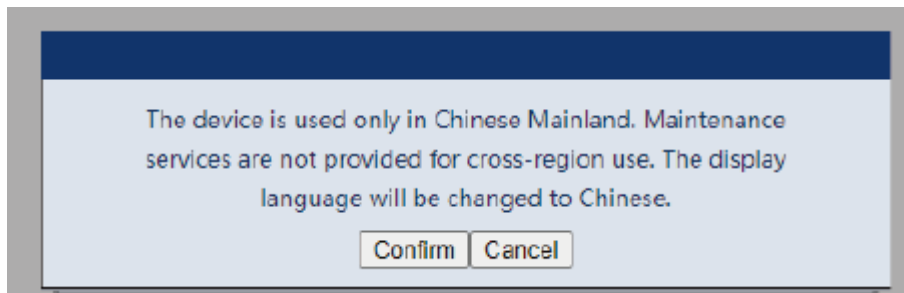 The device is used only in Chinese Mainland. Maintenance
services are not provided for cross-region use. The display
language will be changed to Chinese.
Confirm Cancel